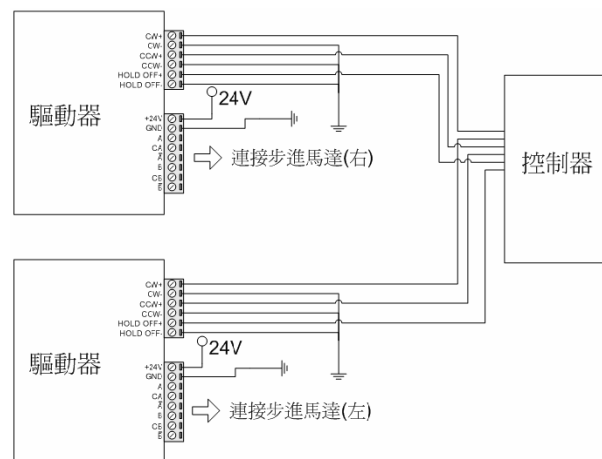 CW+
CW-
CCW+
CCW-
HOLD OFF+
HOLD OFF-
24V
驅動器
+24V
GND
A
CA
A̅
B
CB
B̅
連接步進馬達(右)
控制器
CW+
CW-
CCW+
CCW-
HOLD OFF+
HOLD OFF-
24V
驅動器
+24V
GND
A
CA
A̅
B
CB
B̅
連接步進馬達(左)